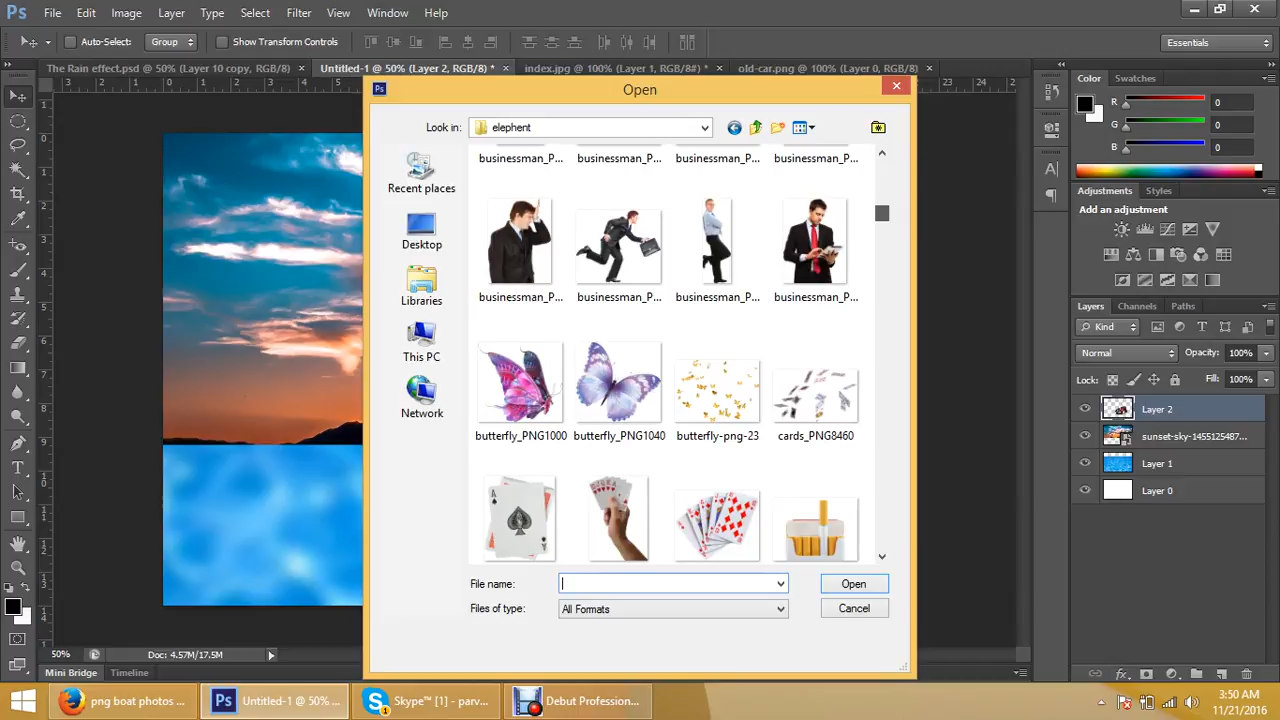 Ps File Edit Image Layer Type Select Filter View Window Help
Auto-Select: Group Show Transform Controls Essentials
The Rain effect.psd @ 50% (Layer 10 copy, RGB/8) × Untitled-1 @ 50% (Layer 2, RGB/8) * × index.jpg @ 100% (Layer 1, RGB/8#) * × old-car.png @ 100% (Layer 0, RGB/8) ×
Open
Look in: elephent
Recent places
Desktop
Libraries
This PC
Network
businessman_P... businessman_P... businessman_P... businessman_P...
businessman_P... businessman_P... businessman_P... businessman_P...
butterfly_PNG1000 butterfly_PNG1040 butterfly-png-23 cards_PNG8460
File name: Open
Files of type: All Formats Cancel
Color Swatches
R 0
G 0
B 0
Adjustments Styles
Add an adjustment
Layers Channels Paths
Kind
Normal Opacity: 100%
Lock: Fill: 100%
Layer 2
sunset-sky-1455125487...
Layer 1
Layer 0
50% Doc: 4.57M/17.5M
Mini Bridge Timeline
png boat photos ... Untitled-1 @ 50% ... Skype™ [1] - parv... Debut Profession...
3:50 AM
11/21/2016